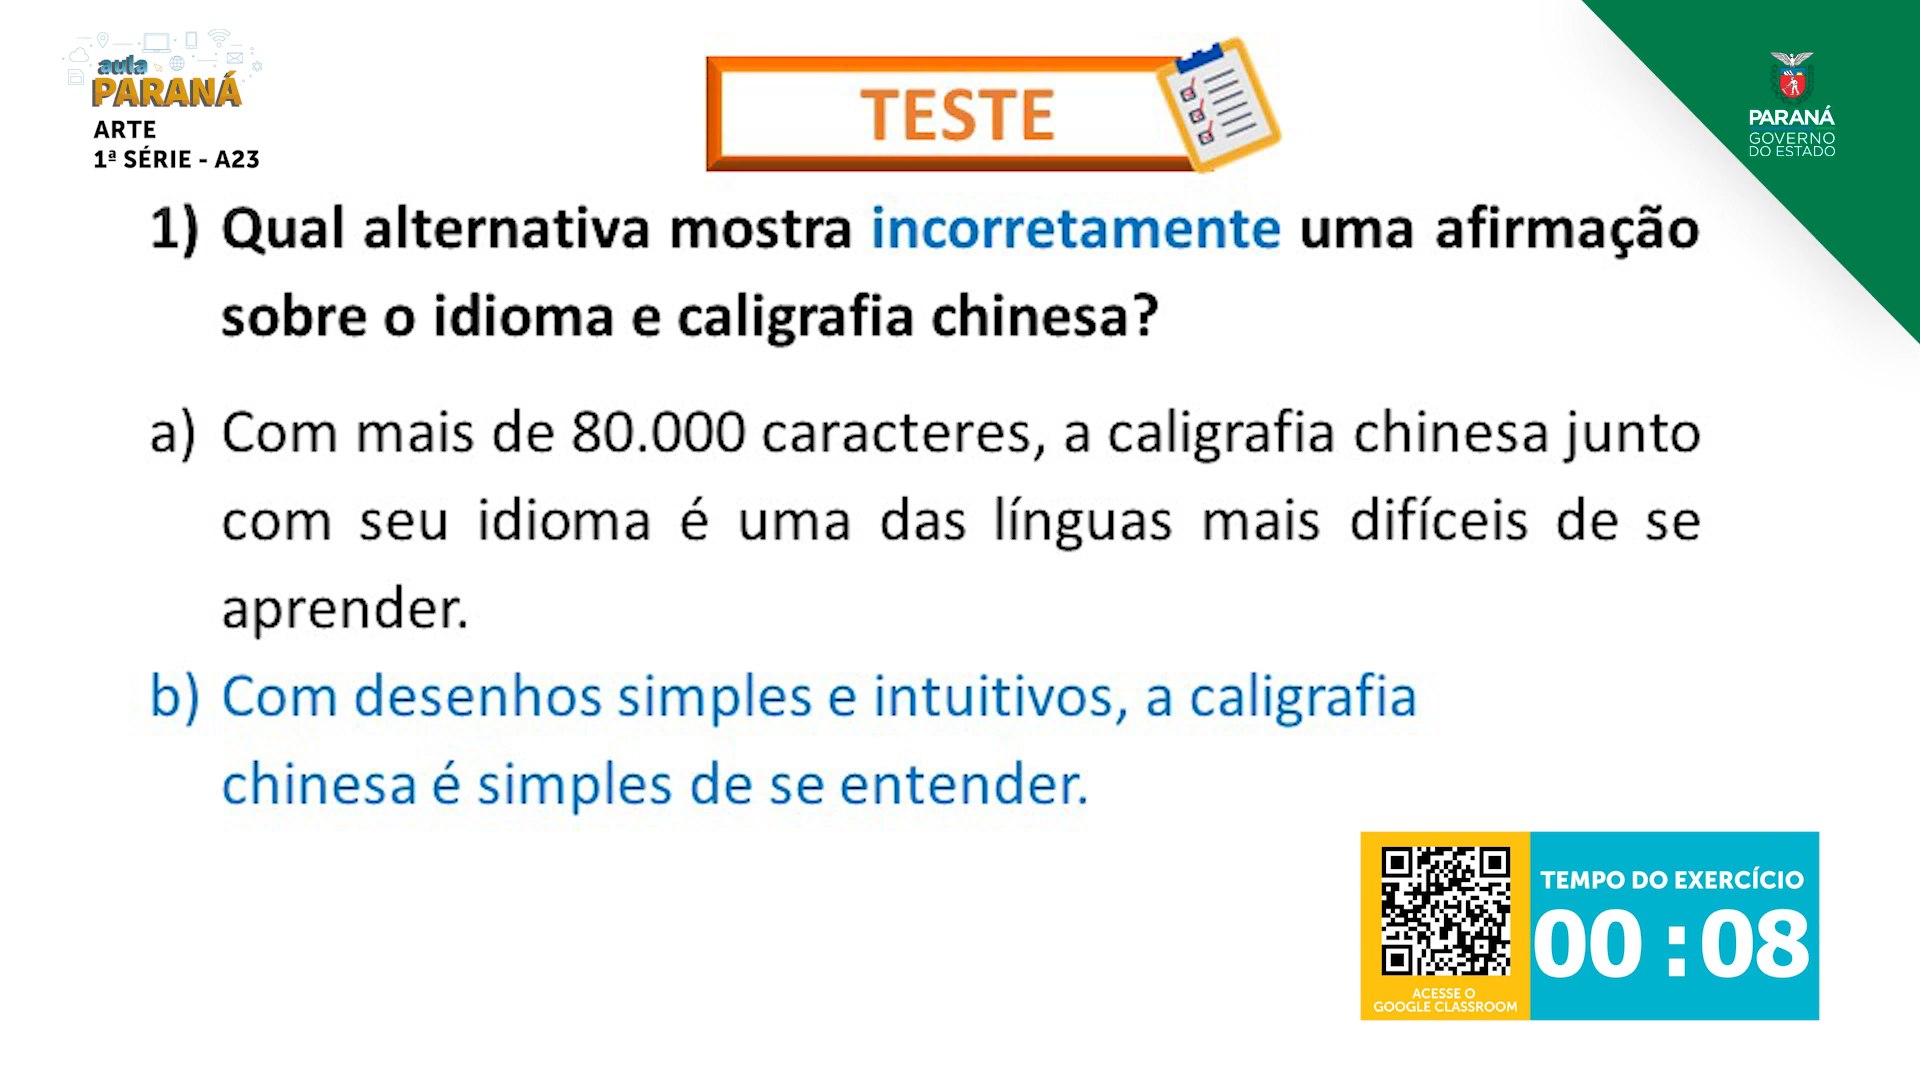 aula
PARANÁ
ARTE
1ª SÉRIE - A23
TESTE
PARANÁ
GOVERNO
DO ESTADO
1) Qual alternativa mostra incorretamente uma afirmação
sobre o idioma e caligrafia chinesa?
a) Com mais de 80.000 caracteres, a caligrafia chinesa junto
com seu idioma é uma das línguas mais difíceis de se
aprender.
b) Com desenhos simples e intuitivos, a caligrafia
chinesa é simples de se entender.
TEMPO DO EXERCÍCIO
00:08
ACESSE O
GOOGLE CLASSROOM